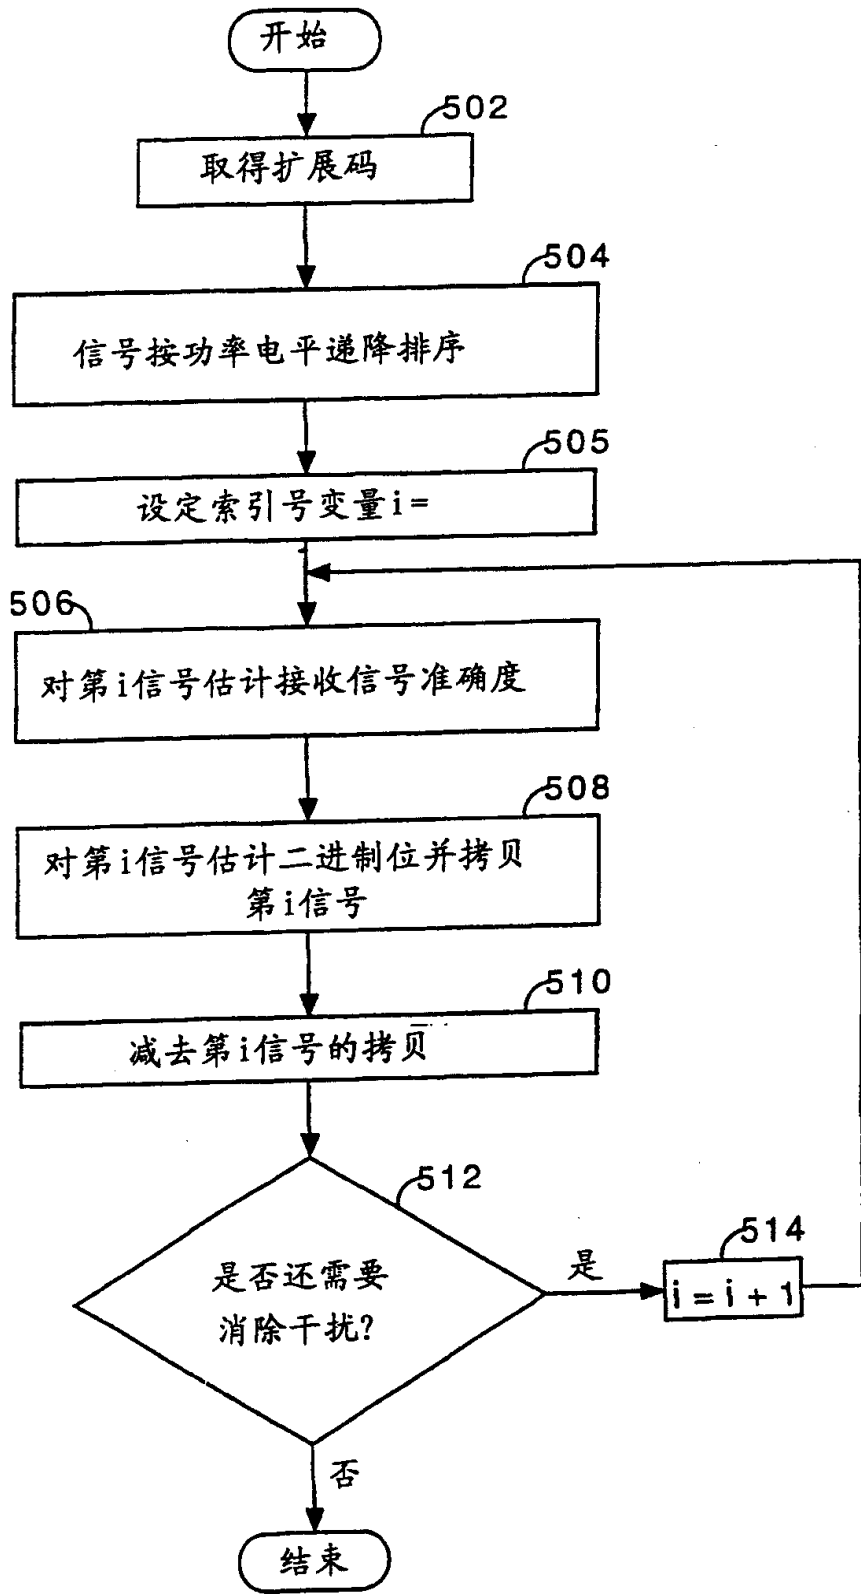 开始
502
取得扩展码
504
信号按功率电平递降排序
505
设定索引号变量i=
506
对第i信号估计接收信号准确度
508
对第i信号估计二进制位并拷贝
第i信号
510
减去第i信号的拷贝
512
是否还需要
消除干扰?
是
514
i = i + 1
否
结束